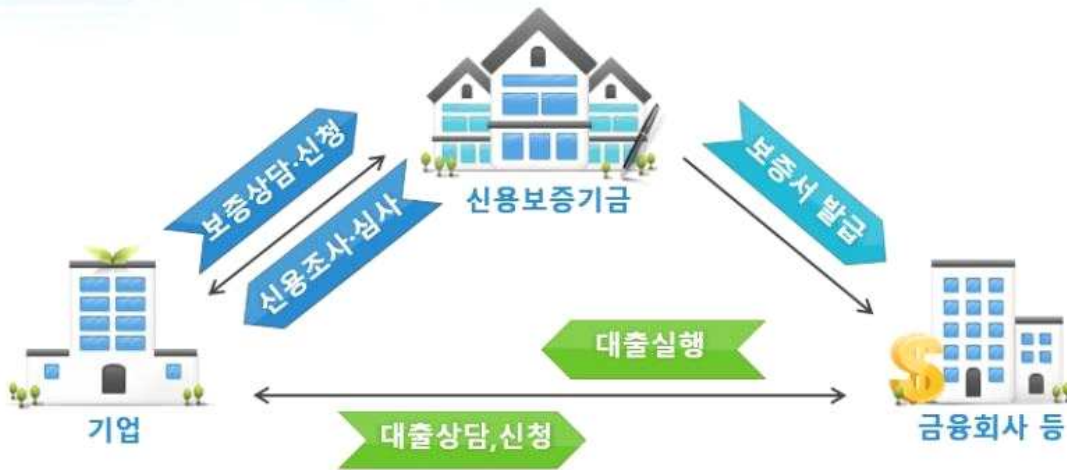 신용보증기금
보증상담·신청
신용조사·심사
보증서 발급
대출실행
기업
대출상담,신청
금융회사 등